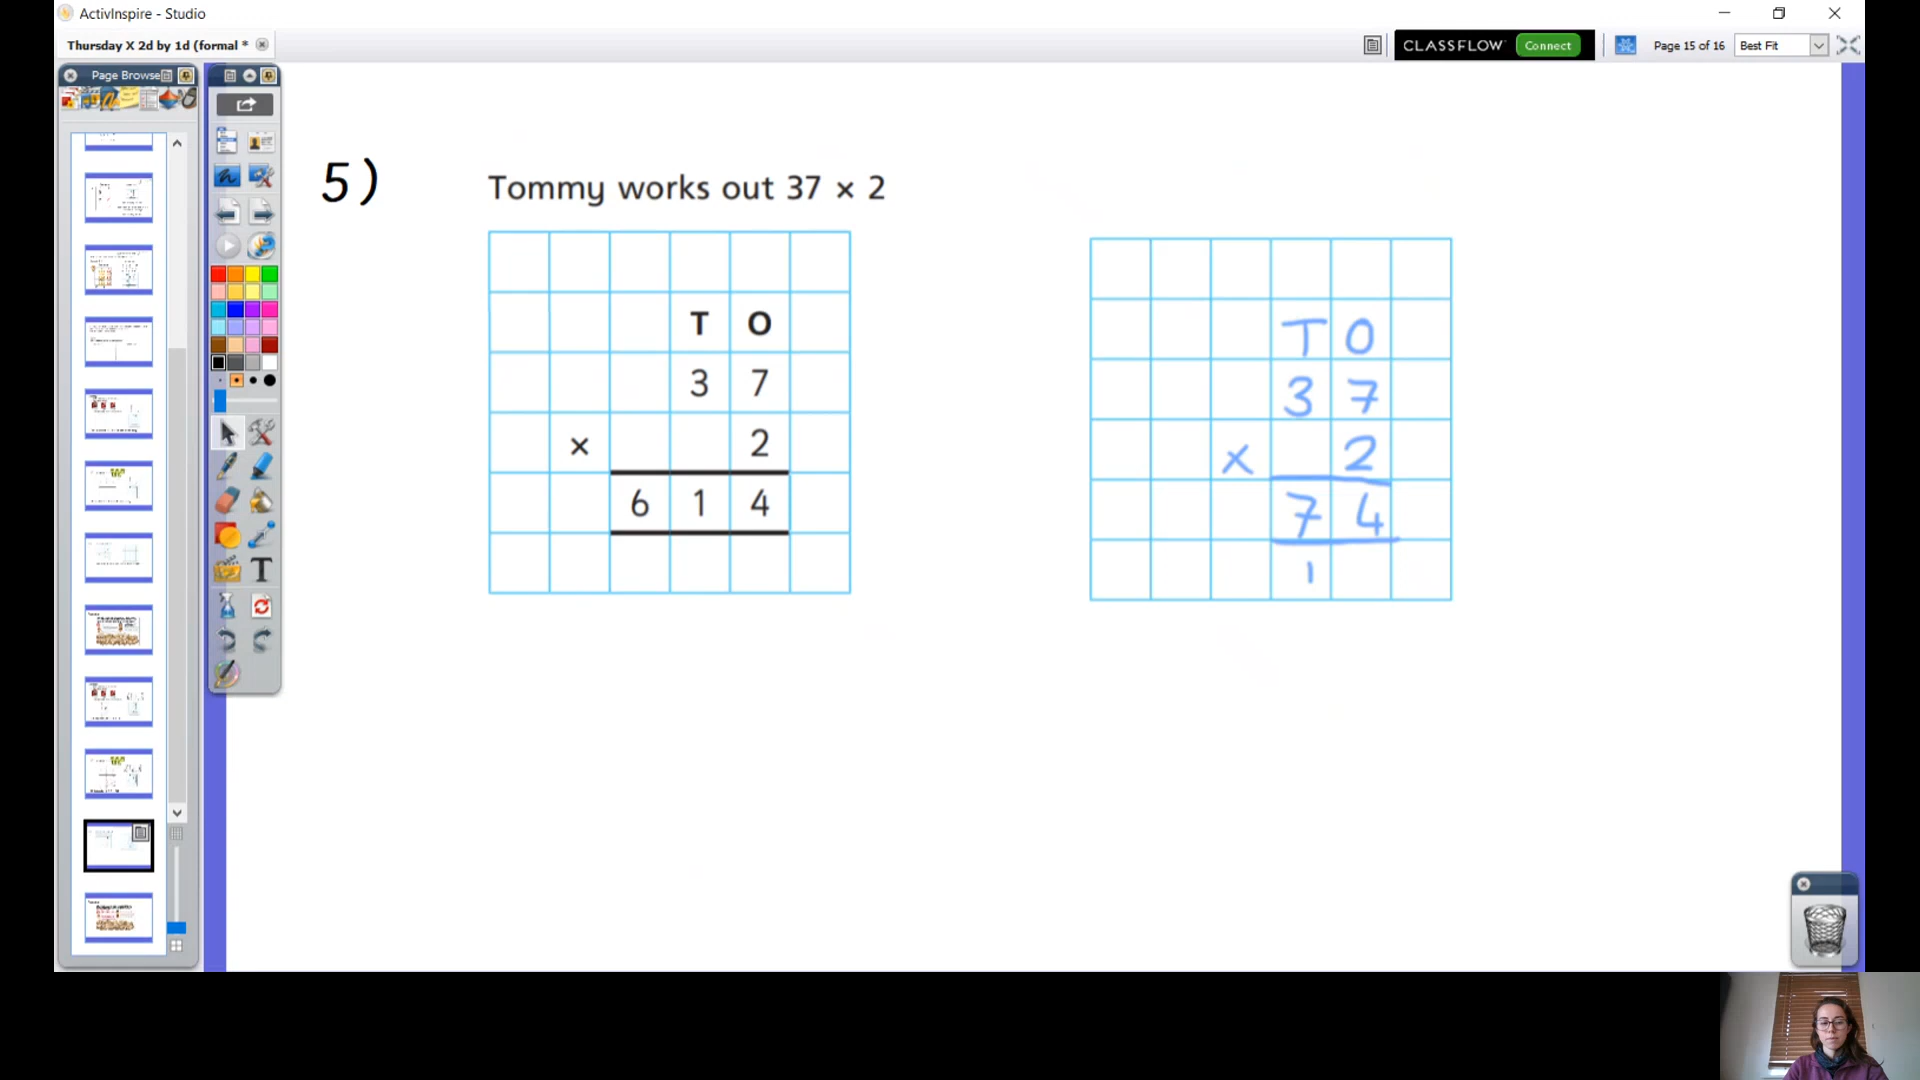 ActivInspire - Studio
Thursday X 2d by 1d (formal *
CLASSFLOW
Connect
Page 15 of 16
Best Fit
Page Browse
5)
Tommy works out 37 × 2
T O
3 7
× 2
6 1 4
T O
3 7
x 2
7 4
1
T